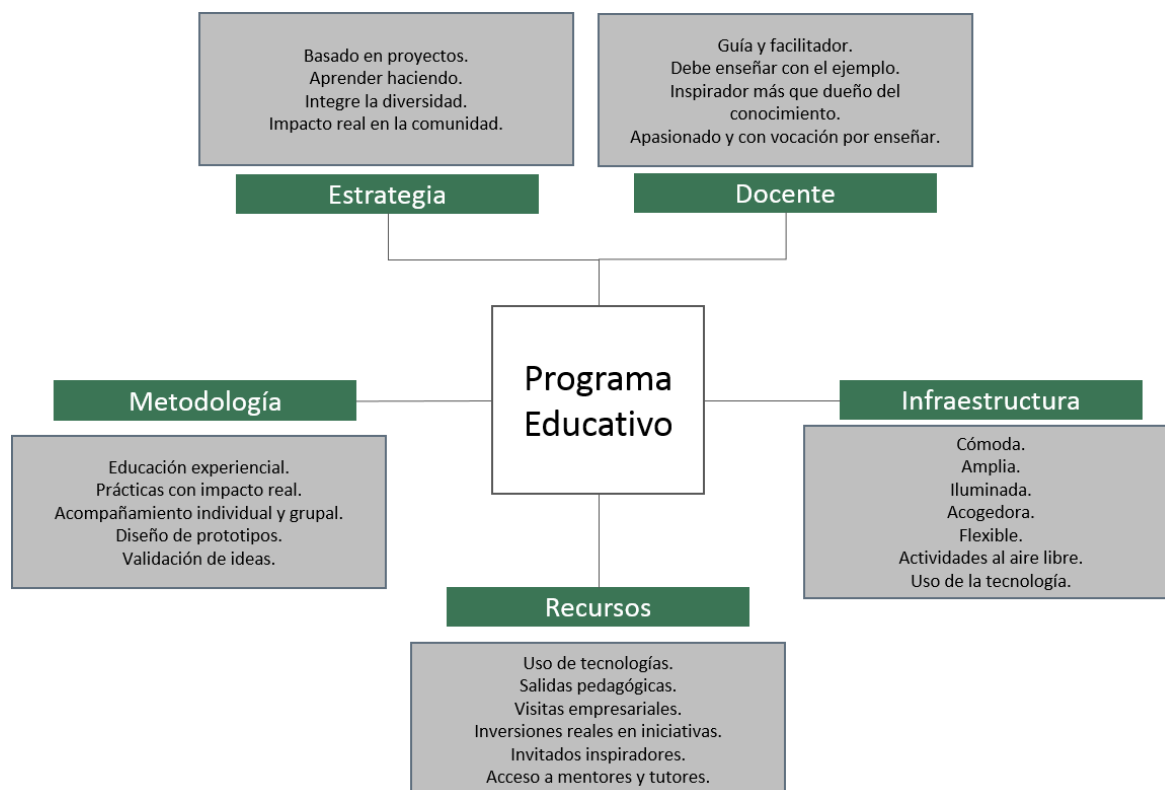 Basado en proyectos.
Aprender haciendo.
Integre la diversidad.
Impacto real en la comunidad.
Estrategia
Guía y facilitador.
Debe enseñar con el ejemplo.
Inspirador más que dueño del
conocimiento.
Apasionado y con vocación por enseñar.
Docente
Programa
Educativo
Metodología
Educación experiencial.
Prácticas con impacto real.
Acompañamiento individual y grupal.
Diseño de prototipos.
Validación de ideas.
Infraestructura
Cómoda.
Amplia.
Iluminada.
Acogedora.
Flexible.
Actividades al aire libre.
Uso de la tecnología.
Recursos
Uso de tecnologías.
Salidas pedagógicas.
Visitas empresariales.
Inversiones reales en iniciativas.
Invitados inspiradores.
Acceso a mentores y tutores.